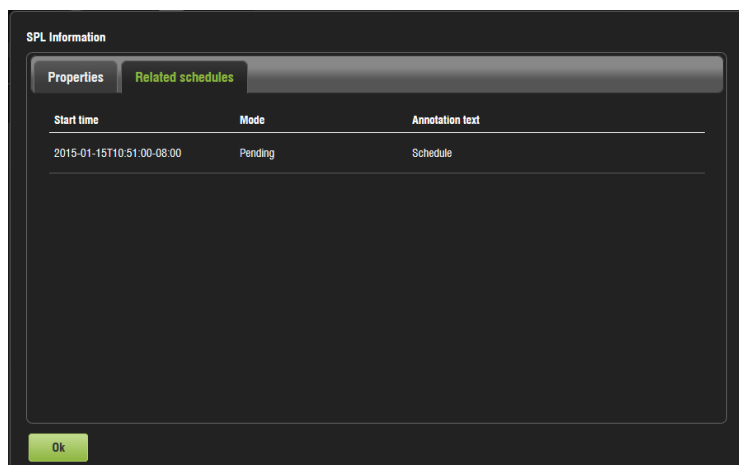 SPL Information
Properties Related schedules
Start time Mode Annotation text
2015-01-15T10:51:00-08:00 Pending Schedule
Ok